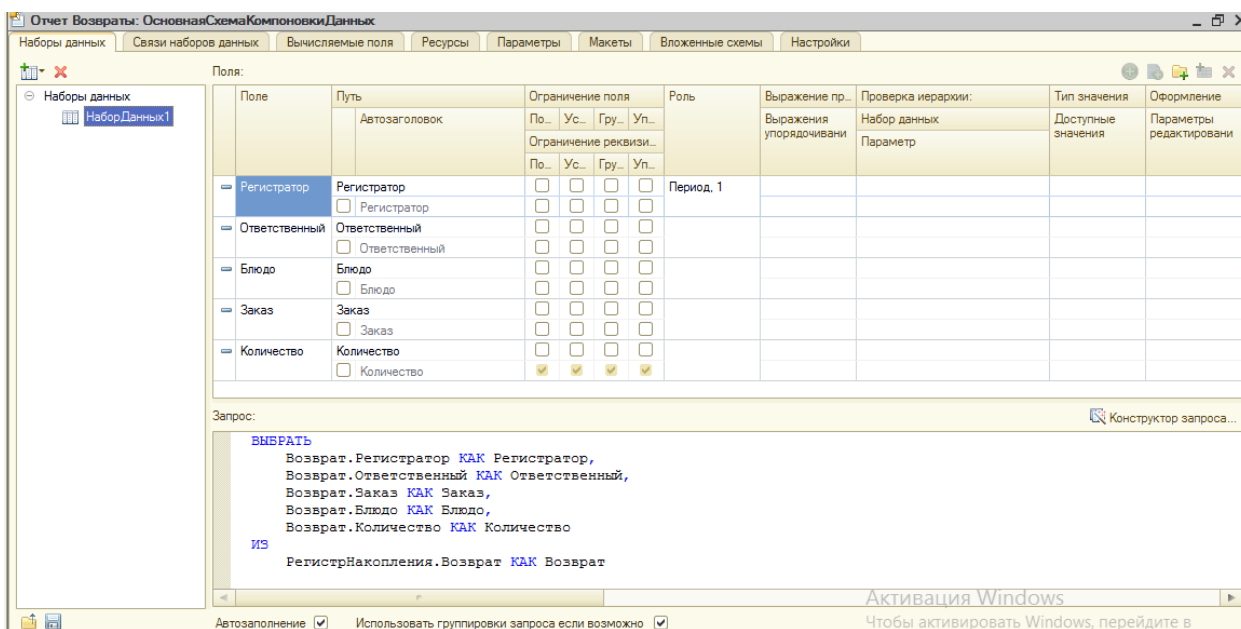 Отчет Возвраты: ОсновнаяСхемаКомпоновкиДанных
Наборы данных Связи наборов данных Вычисляемые поля Ресурсы Параметры Макеты Вложенные схемы Настройки
Поля:
Наборы данных
НаборДанных1
Поле Путь Ограничение поля Роль Выражение пр... Проверка иерархии: Тип значения Оформление
Автозаголовок По... Ус... Гру... Уп... Выражения упорядочивани Набор данных Доступные значения Параметры редактировани
Ограничение реквизи... Параметр
По... Ус... Гру... Уп...
Регистратор Регистратор Период, 1
Регистратор
Ответственный Ответственный
Ответственный
Блюдо Блюдо
Блюдо
Заказ Заказ
Заказ
Количество Количество
Количество
Запрос: Конструктор запроса...
ВЫБРАТЬ
Возврат.Регистратор КАК Регистратор,
Возврат.Ответственный КАК Ответственный,
Возврат.Заказ КАК Заказ,
Возврат.Блюдо КАК Блюдо,
Возврат.Количество КАК Количество
ИЗ
РегистрНакопления.Возврат КАК Возврат
Активация Windows
Чтобы активировать Windows, перейдите в
Автозаполнение Использовать группировки запроса если возможно